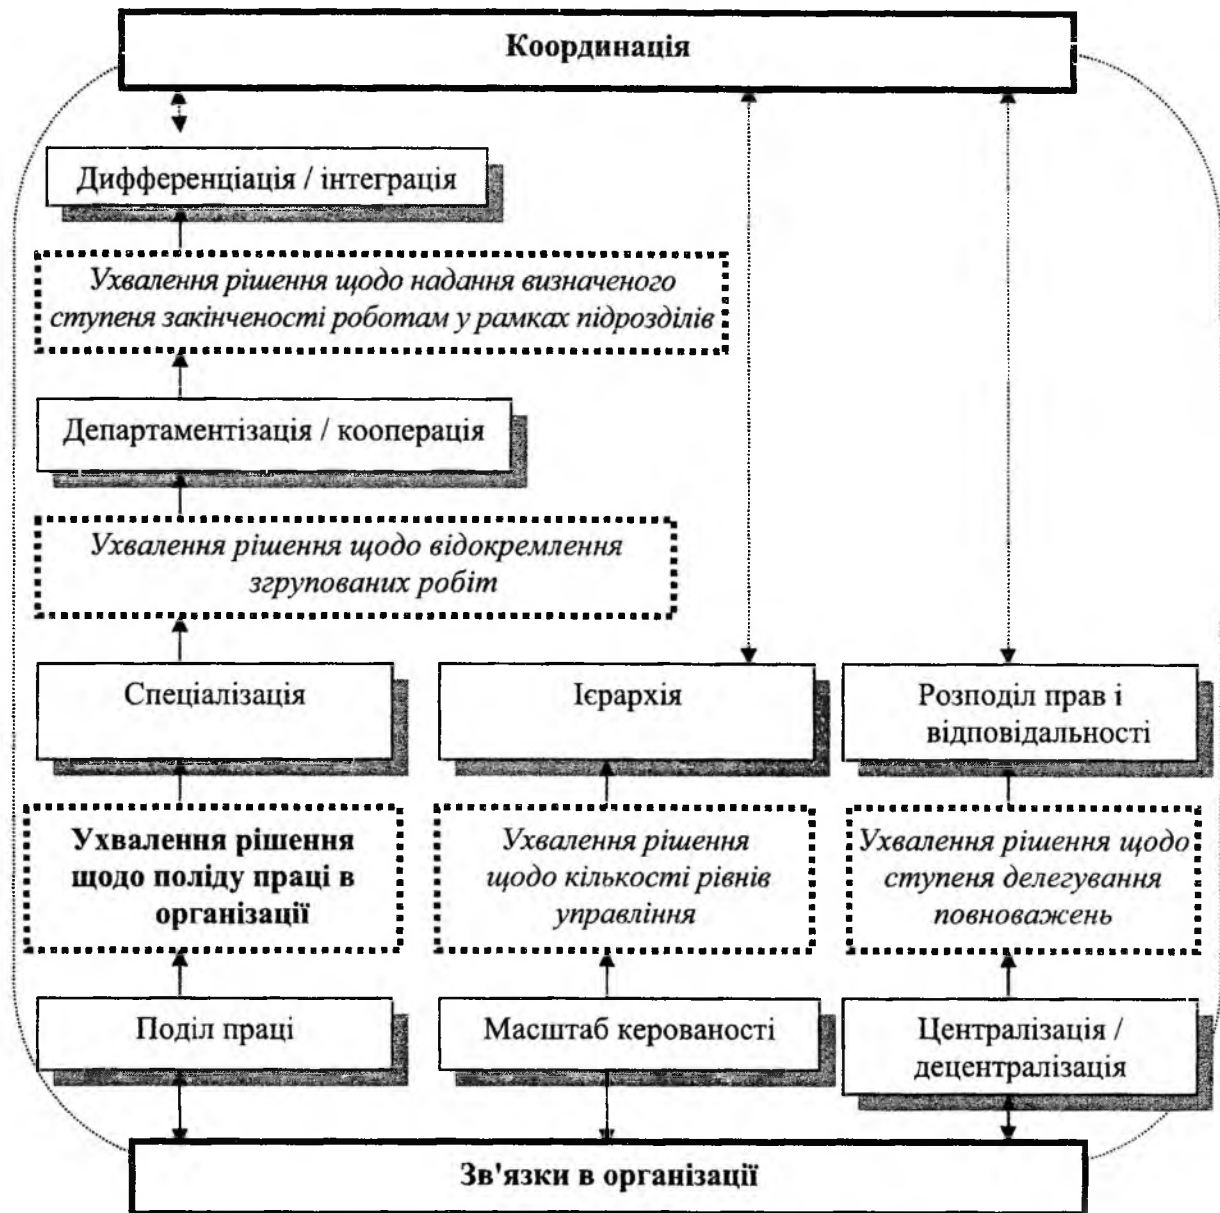 Координація
Дифференціація / інтеграція
Ухвалення рішення щодо надання визначеного
ступеня закінченості роботам у рамках підрозділів
Департаментізація / кооперація
Ухвалення рішення щодо відокремлення
згрупованих робіт
Спеціалізація
Ієрархія
Розподіл прав і
відповідальності
Ухвалення рішення
щодо поліду праці в
організації
Ухвалення рішення
щодо кількості рівнів
управління
Ухвалення рішення щодо
ступеня делегування
повноважень
Поділ праці
Масштаб керованості
Централізація /
децентралізація
Зв'язки в організації